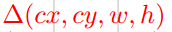 Δ(cx, cy, w, h)